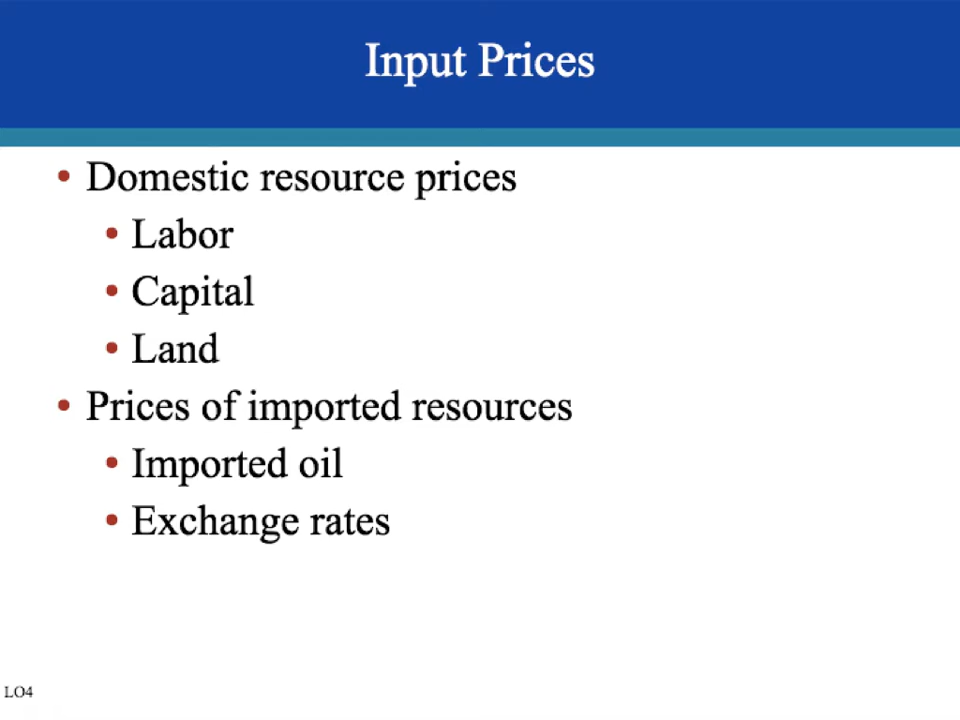 Input Prices
• Domestic resource prices
• Labor
• Capital
• Land
• Prices of imported resources
• Imported oil
• Exchange rates
LO4